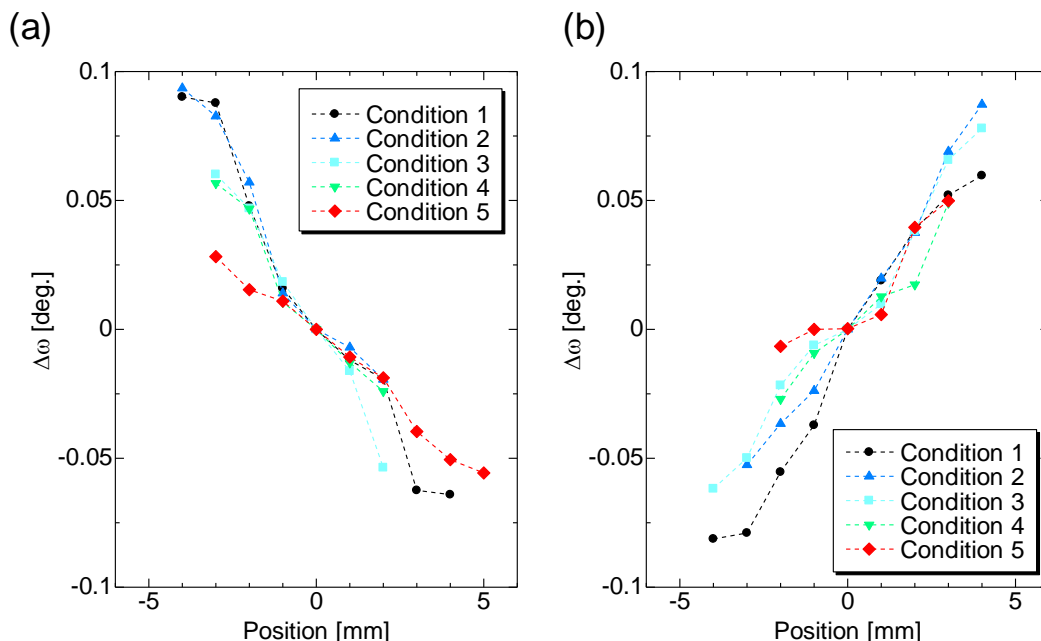 (a)
(b)
0.1
0.05
0
-0.05
-0.1
Δω [deg.]
-5
0
5
Position [mm]
Condition 1
Condition 2
Condition 3
Condition 4
Condition 5
0.1
0.05
0
-0.05
-0.1
Δω [deg.]
-5
0
5
Position [mm]
Condition 1
Condition 2
Condition 3
Condition 4
Condition 5